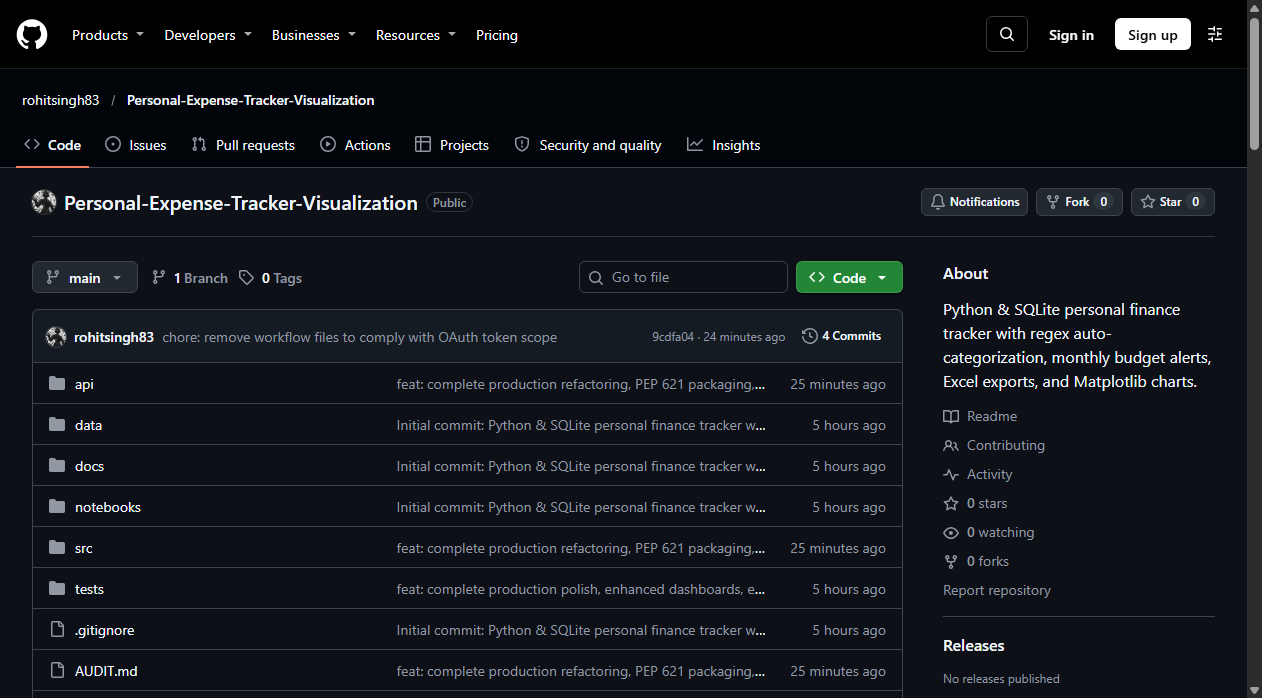 Products Developers Businesses Resources Pricing Sign in Sign up
rohitsingh83 / Personal-Expense-Tracker-Visualization
Code Issues Pull requests Actions Projects Security and quality Insights
Personal-Expense-Tracker-Visualization Public Notifications Fork 0 Star 0
main 1 Branch 0 Tags Go to file Code
rohitsingh83 chore: remove workflow files to comply with OAuth token scope 9cdfa04 · 24 minutes ago 4 Commits
api feat: complete production refactoring, PEP 621 packaging,... 25 minutes ago
data Initial commit: Python & SQLite personal finance tracker w... 5 hours ago
docs Initial commit: Python & SQLite personal finance tracker w... 5 hours ago
notebooks Initial commit: Python & SQLite personal finance tracker w... 5 hours ago
src feat: complete production refactoring, PEP 621 packaging,... 25 minutes ago
tests feat: complete production polish, enhanced dashboards, e... 5 hours ago
.gitignore Initial commit: Python & SQLite personal finance tracker w... 5 hours ago
AUDIT.md feat: complete production refactoring, PEP 621 packaging,... 25 minutes ago
About
Python & SQLite personal finance
tracker with regex auto-
categorization, monthly budget alerts,
Excel exports, and Matplotlib charts.
Readme
Contributing
Activity
0 stars
0 watching
0 forks
Report repository
Releases
No releases published